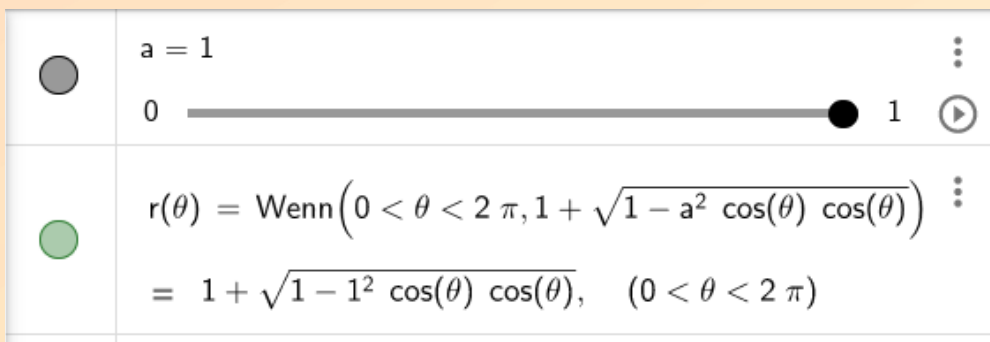 a = 1
0 1
r(θ) = Wenn(0 < θ < 2 π, 1 + √(1 − a² cos(θ) cos(θ)))
= 1 + √(1 − 1² cos(θ) cos(θ)), (0 < θ < 2 π)